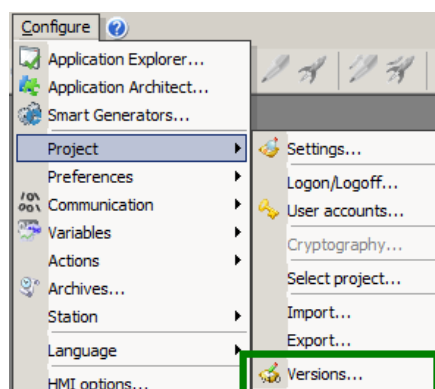 Configure
Application Explorer...
Application Architect...
Smart Generators...
Project
Preferences
Communication
Variables
Actions
Archives...
Station
Language
HMI options...
Settings...
Logon/Logoff...
User accounts...
Cryptography...
Select project...
Import...
Export...
Versions...